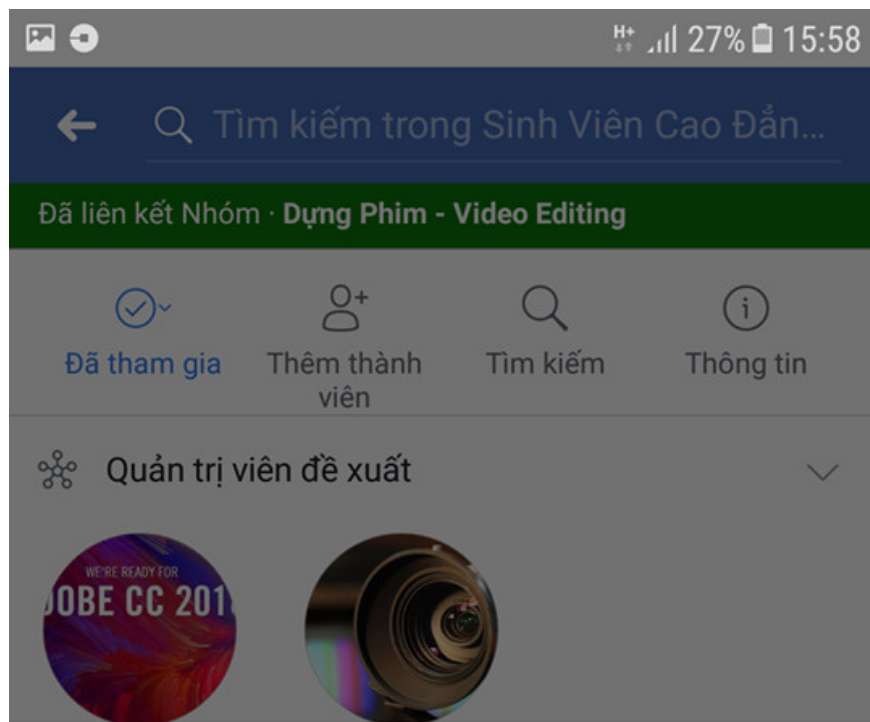 H+ 27% 15:58
Tìm kiếm trong Sinh Viên Cao Đẳn...
Đã liên kết Nhóm · Dựng Phim - Video Editing
Đã tham gia
Thêm thành
viên
Tìm kiếm
Thông tin
Quản trị viên đề xuất
WE'RE READY FOR
DOBE CC 201